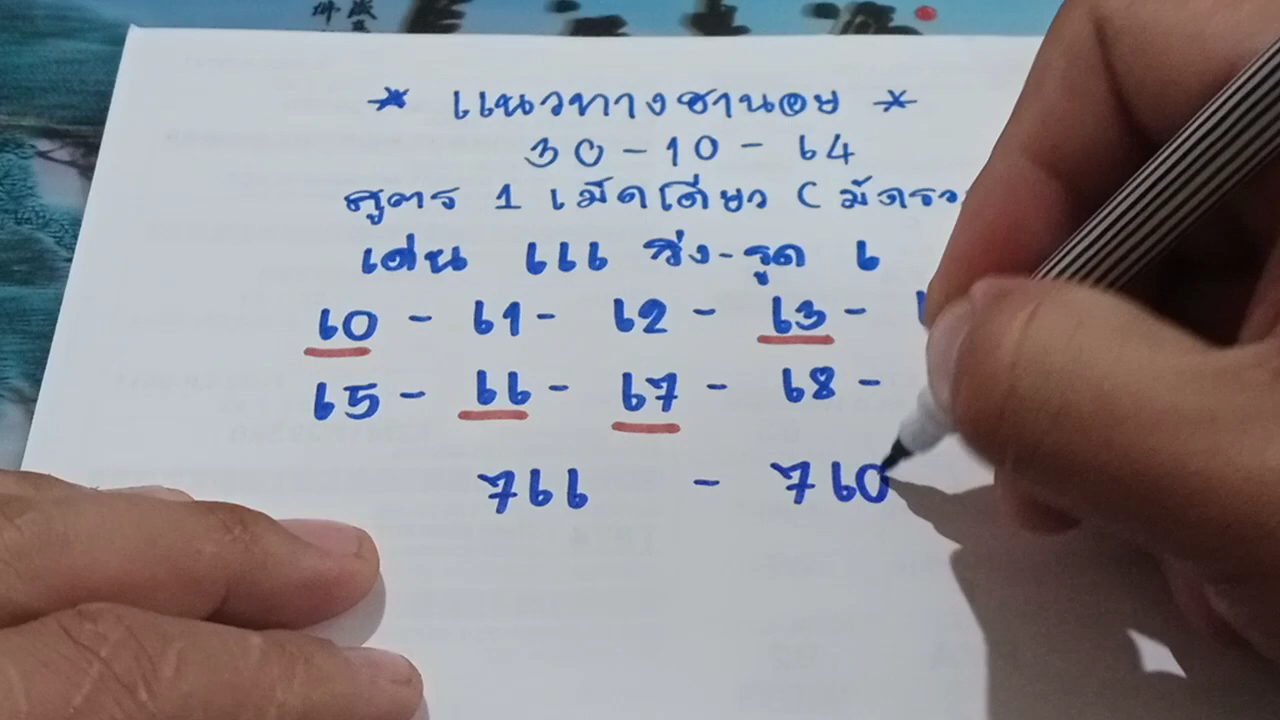 * แนวทางฮานอย *
30-10-64
สูตร 1 เม็ดเดียว (มัดรวม
เด่น 666 วิ่ง-รูด 6
60 - 61 - 62 - 63 -
65 - 66 - 67 - 68 -
766 - 760